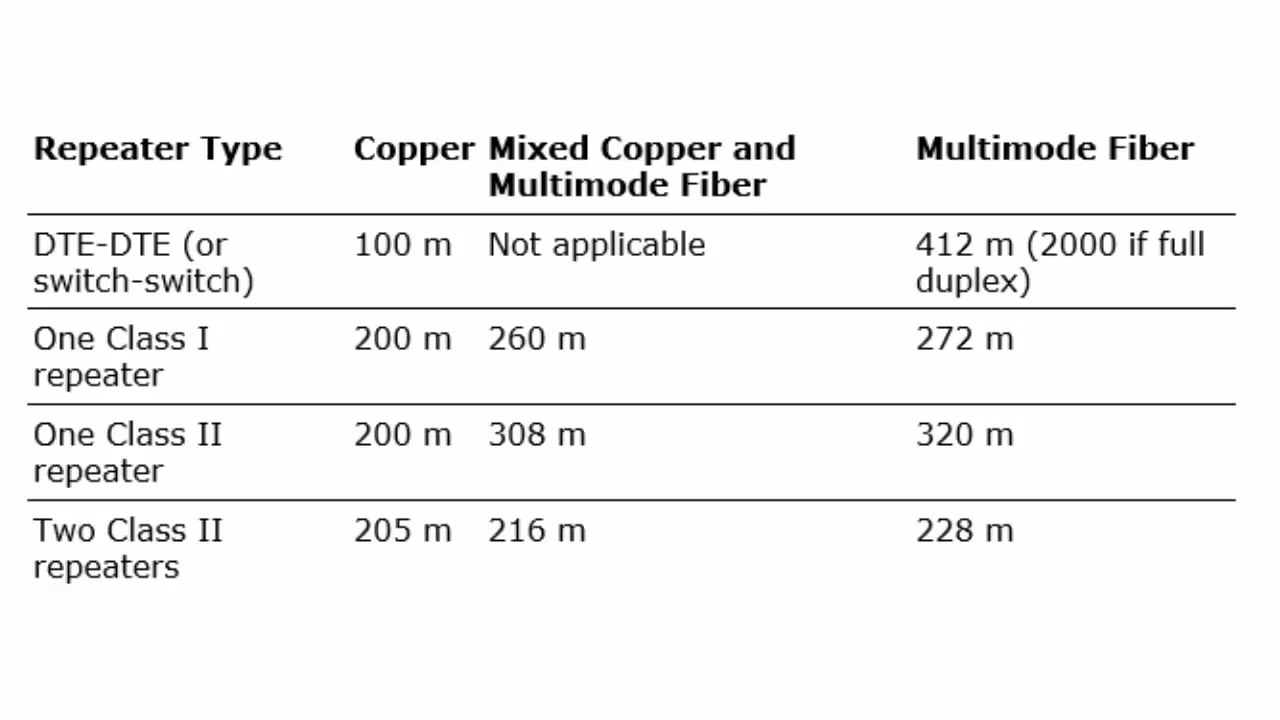 Repeater Type Copper Mixed Copper and Multimode Fiber
Multimode Fiber
DTE-DTE (or 100 m Not applicable 412 m (2000 if full
switch-switch) duplex)
One Class I 200 m 260 m 272 m
repeater
One Class II 200 m 308 m 320 m
repeater
Two Class II 205 m 216 m 228 m
repeaters